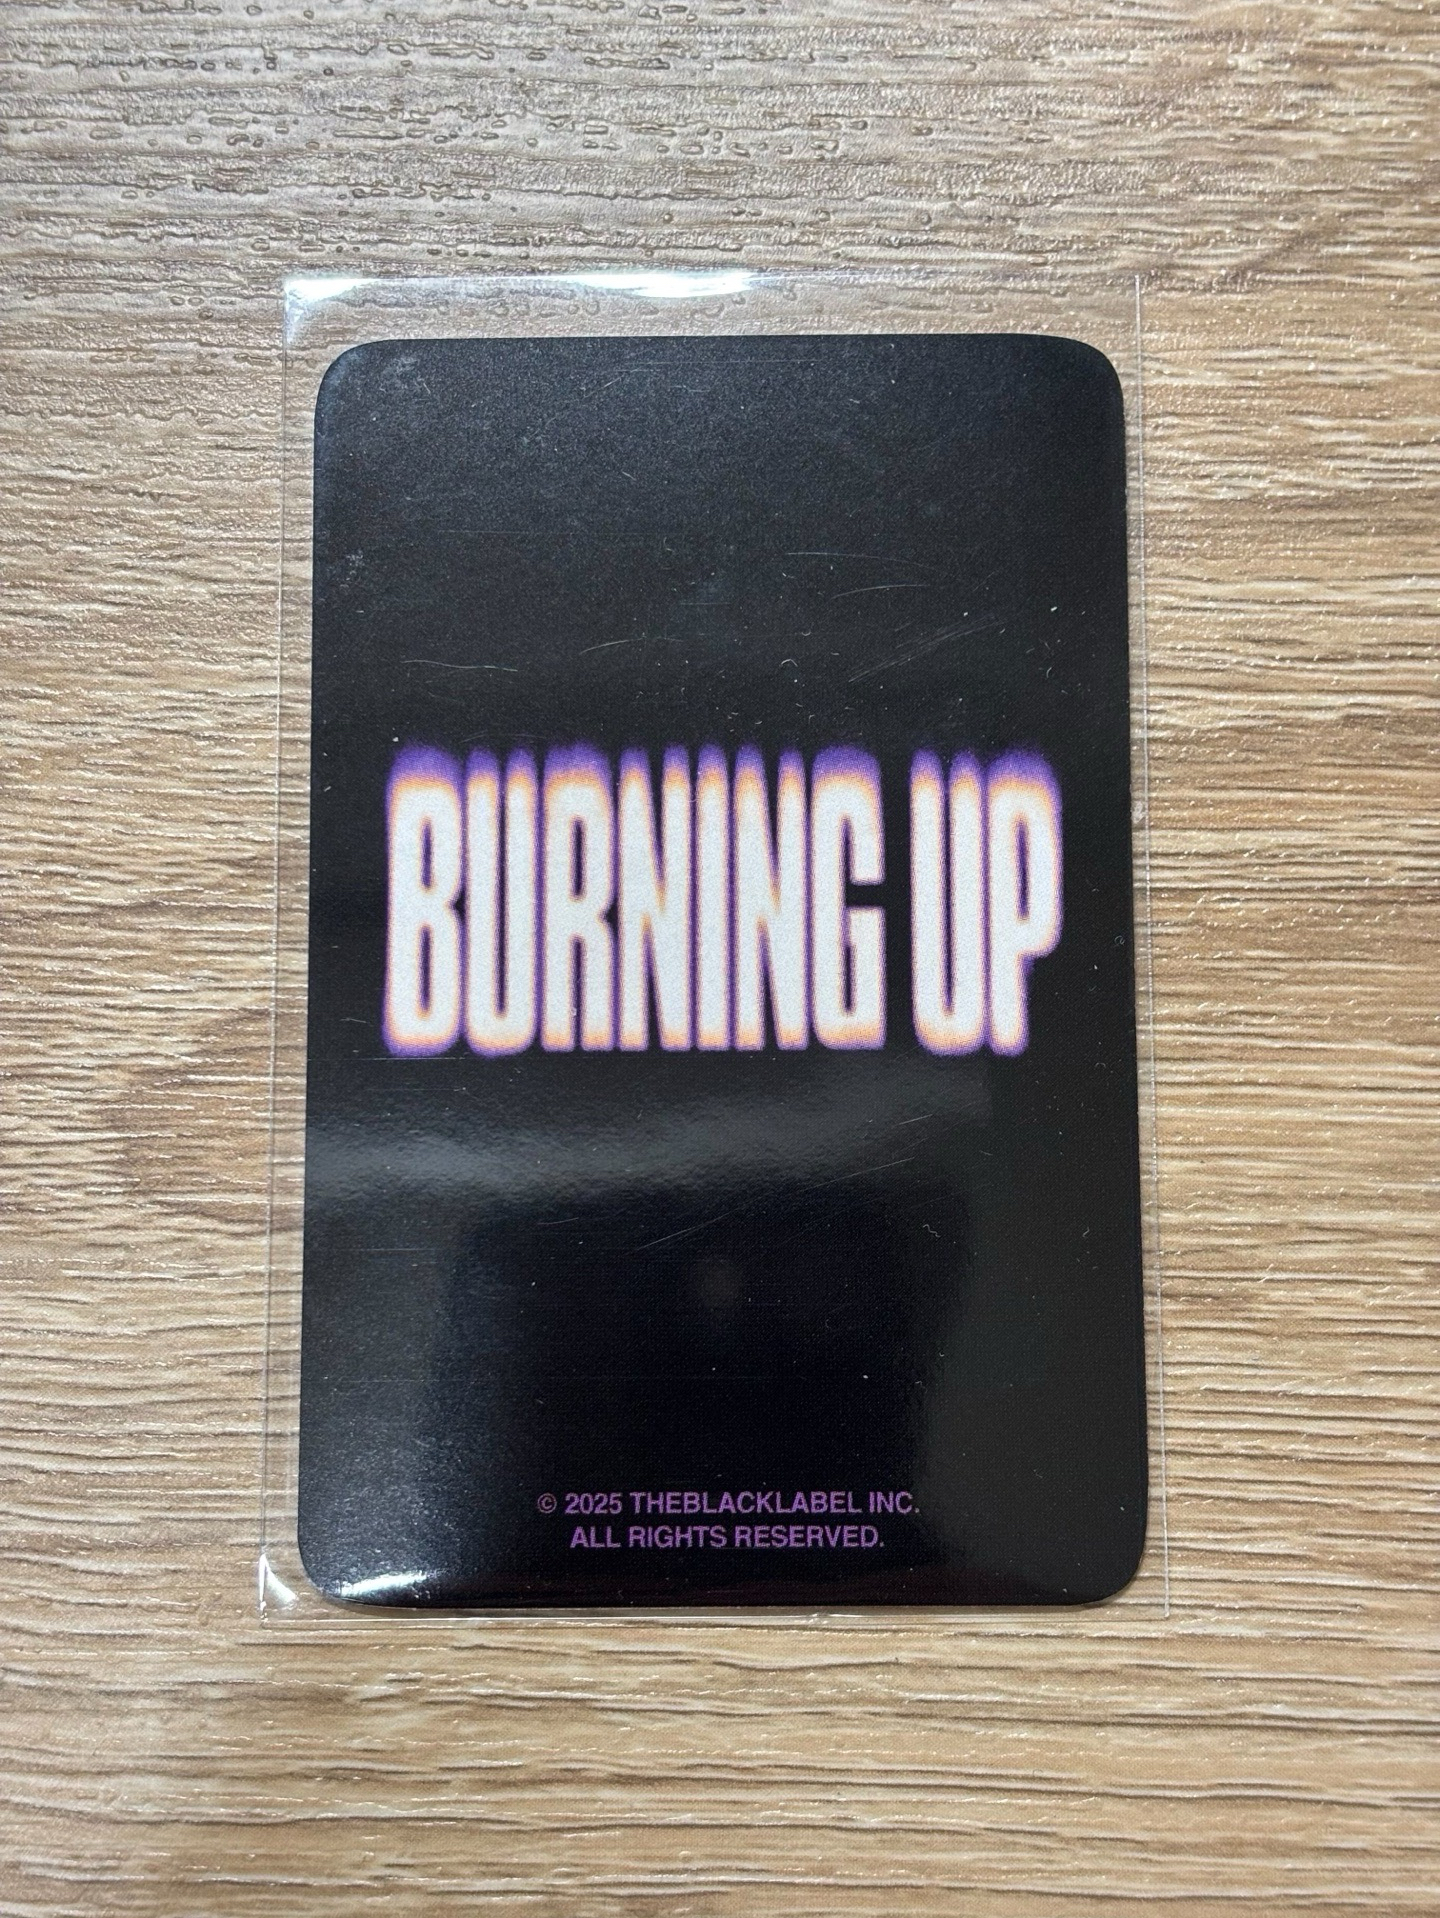 BURNING UP
© 2025 THEBLACKLABEL INC.
ALL RIGHTS RESERVED.